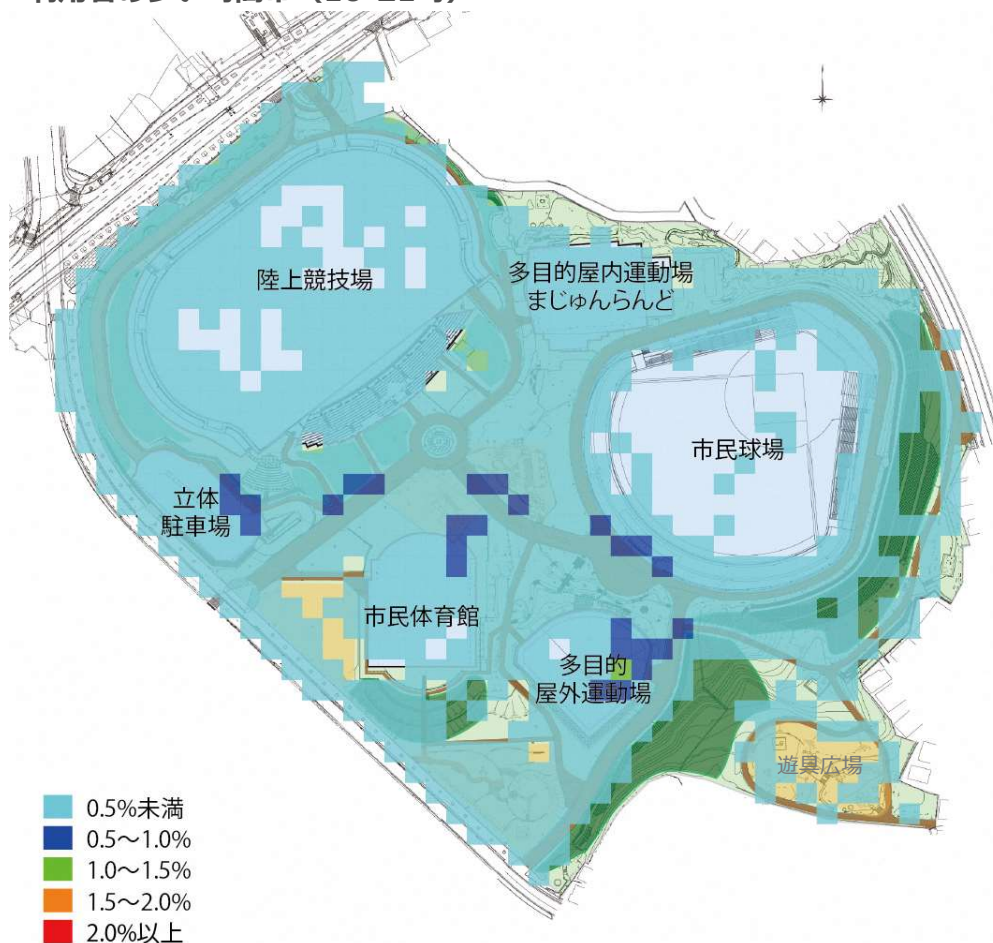 陸上競技場
多目的屋内運動場
まじゅんらんど
市民球場
立体
駐車場
市民体育館
多目的
屋外運動場
遊具広場
0.5%未満
0.5～1.0%
1.0～1.5%
1.5～2.0%
2.0%以上